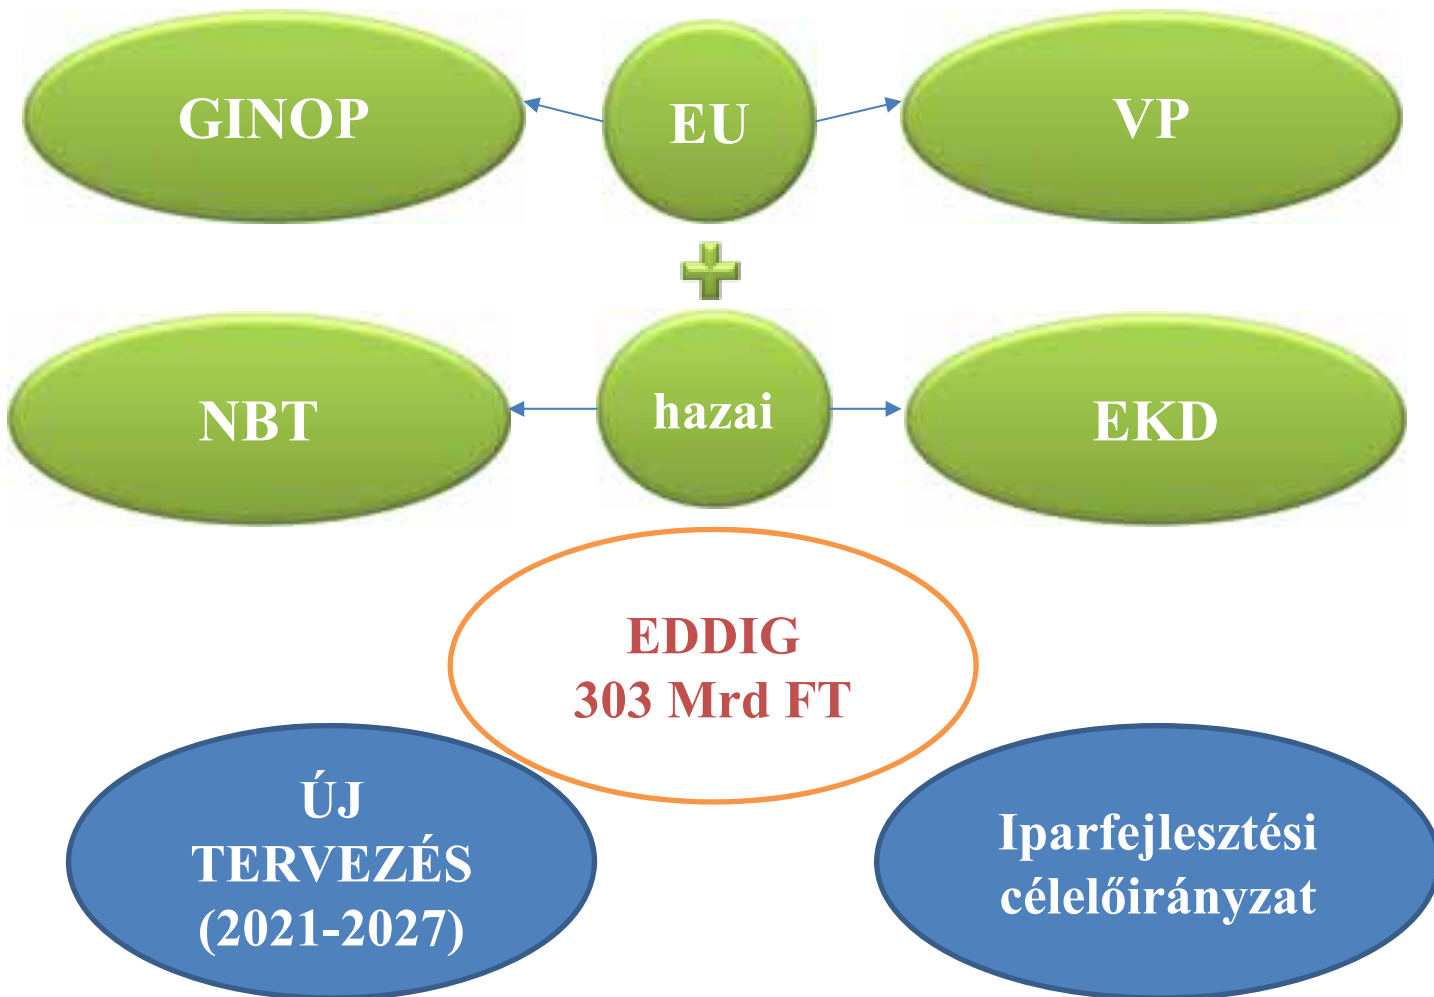 GINOP
EU
VP
NBT
hazai
EKD
EDDIG
303 Mrd FT
ÚJ
TERVEZÉS
(2021-2027)
Iparfejlesztési
célelőirányzat